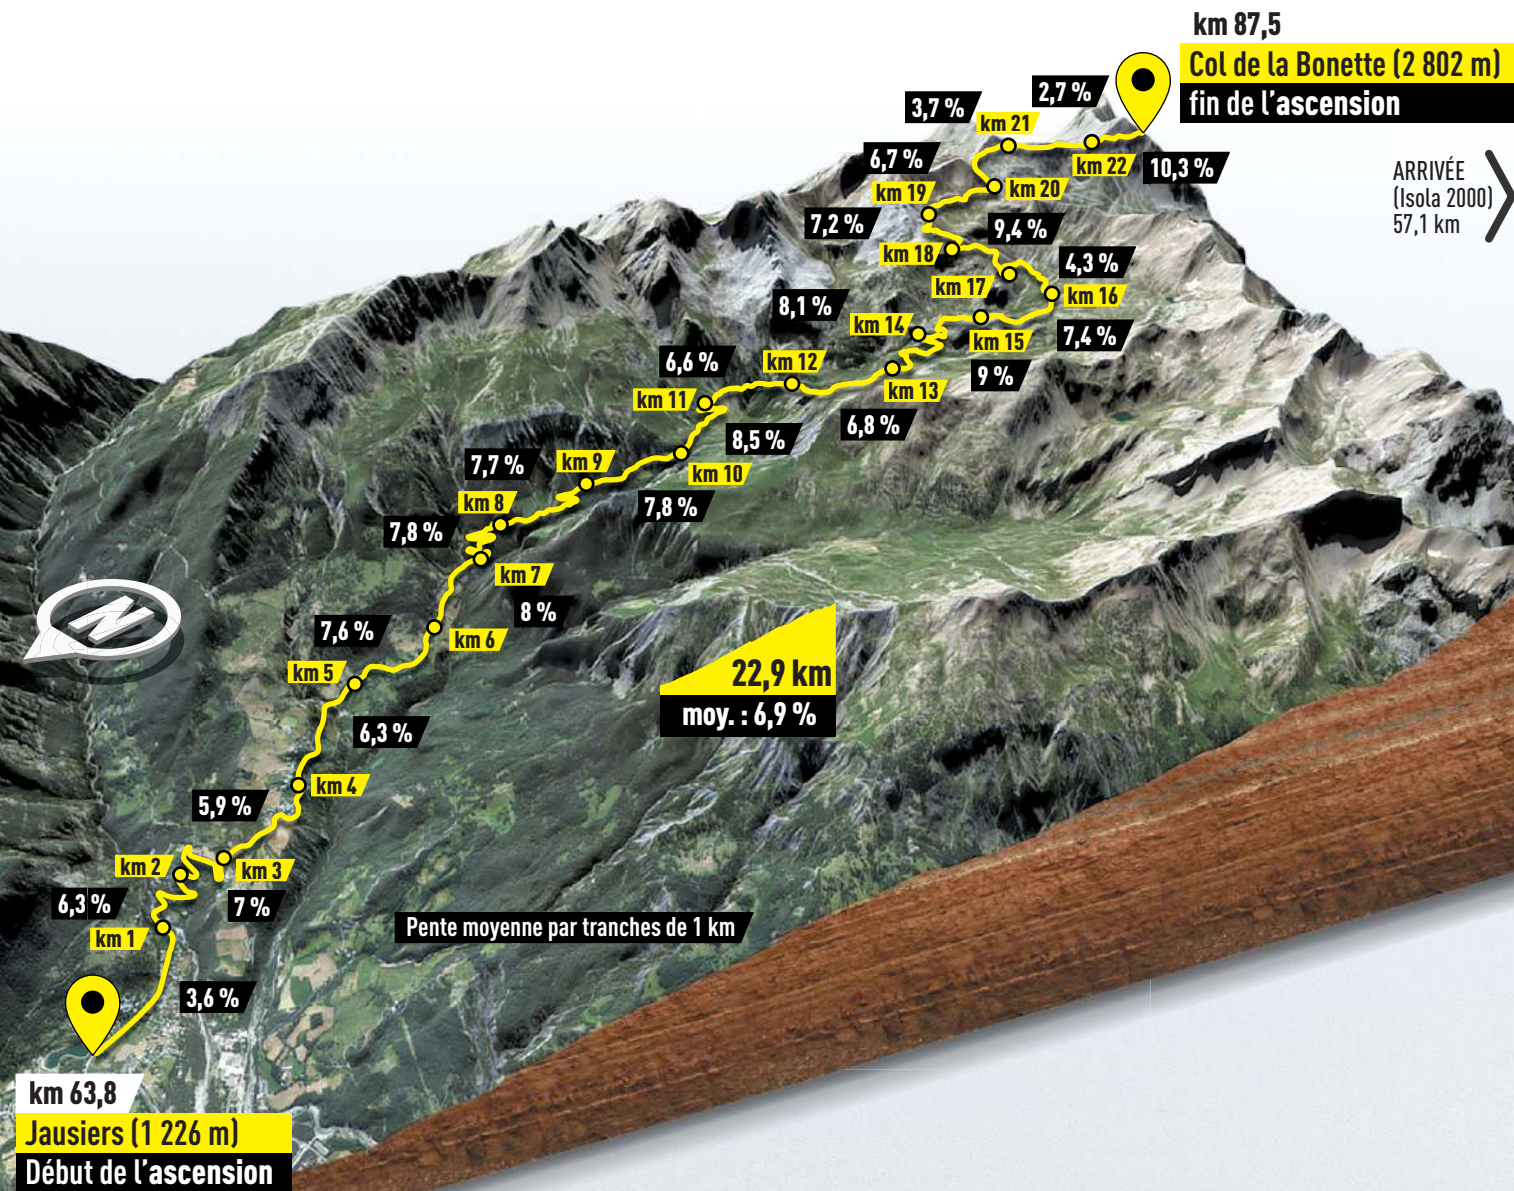 km 87,5
Col de la Bonette (2 802 m)
fin de l'ascension
ARRIVÉE
(Isola 2000)
57,1 km
2,7 %
3,7 %
km 21
km 22
10,3 %
6,7 %
km 20
km 19
7,2 %
9,4 %
km 18
4,3 %
km 17
km 16
8,1 %
km 14
km 15
7,4 %
6,6 %
km 12
9 %
km 13
km 11
6,8 %
8,5 %
7,7 %
km 9
km 10
km 8
7,8 %
7,8 %
km 7
8 %
7,6 %
km 6
km 5
N
22,9 km
moy. : 6,9 %
6,3 %
km 4
5,9 %
km 2
km 3
6,3 %
7 %
km 1
Pente moyenne par tranches de 1 km
3,6 %
km 63,8
Jausiers (1 226 m)
Début de l'ascension